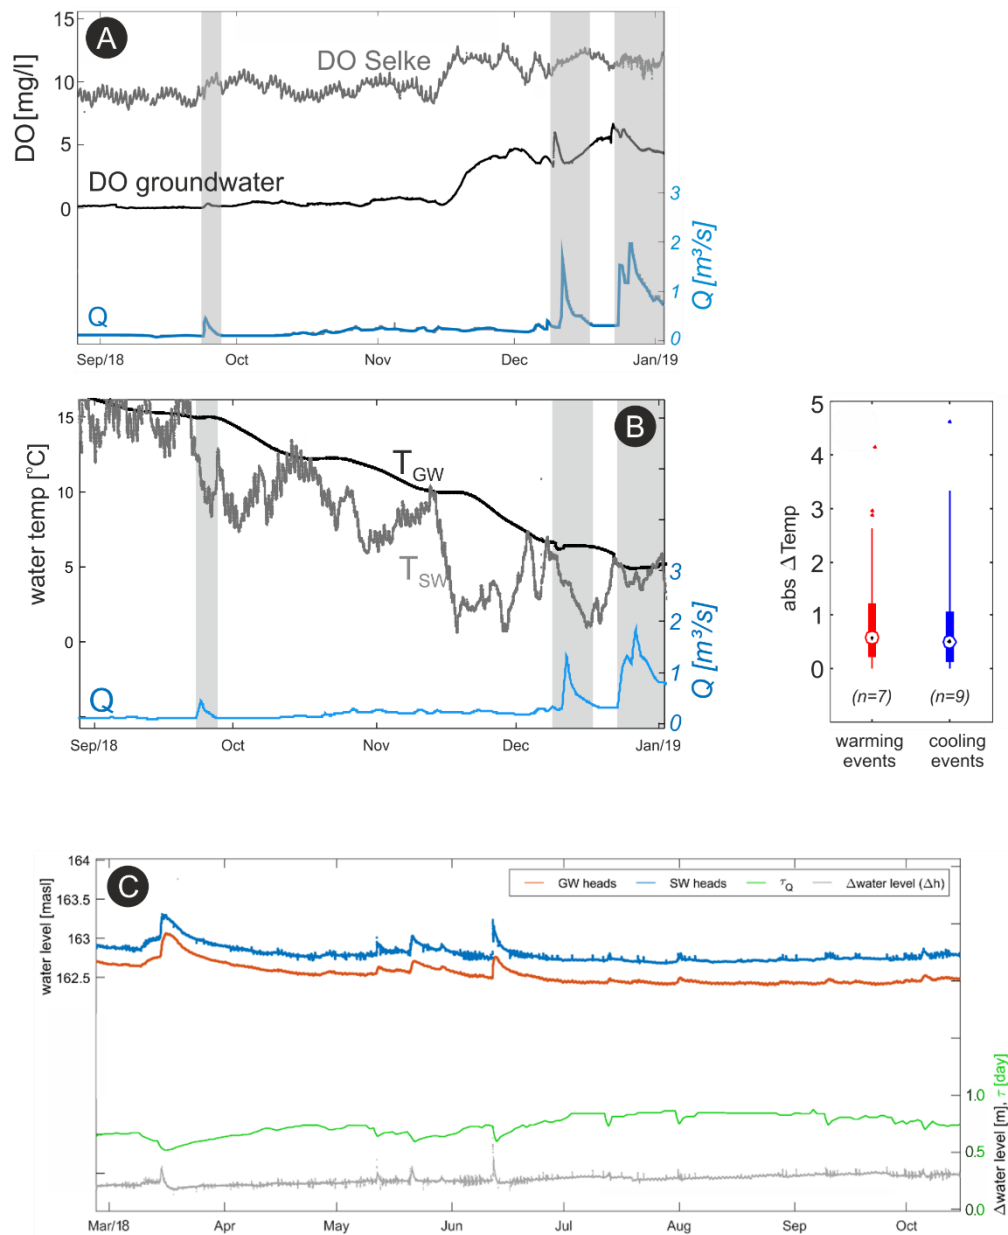 A
15
10
5
0
DO [mg/l]
DO Selke
DO groundwater
Q
3
2
1
0
Q [m³/s]
Sep/18 Oct Nov Dec Jan/19
B
15
10
5
0
water temp [°C]
T_GW
T_SW
Q
3
2
1
0
Q [m³/s]
Sep/18 Oct Nov Dec Jan/19
5
4
3
2
1
0
abs ΔTemp
(n=7) (n=9)
warming cooling
events events
C
164
163.5
163
162.5
water level [masl]
GW heads SW heads τ_Q Δwater level (Δh)
1.0
0.5
0.0
Δwater level [m], τ [day]
Mar/18 Apr May Jun Jul Aug Sep Oct